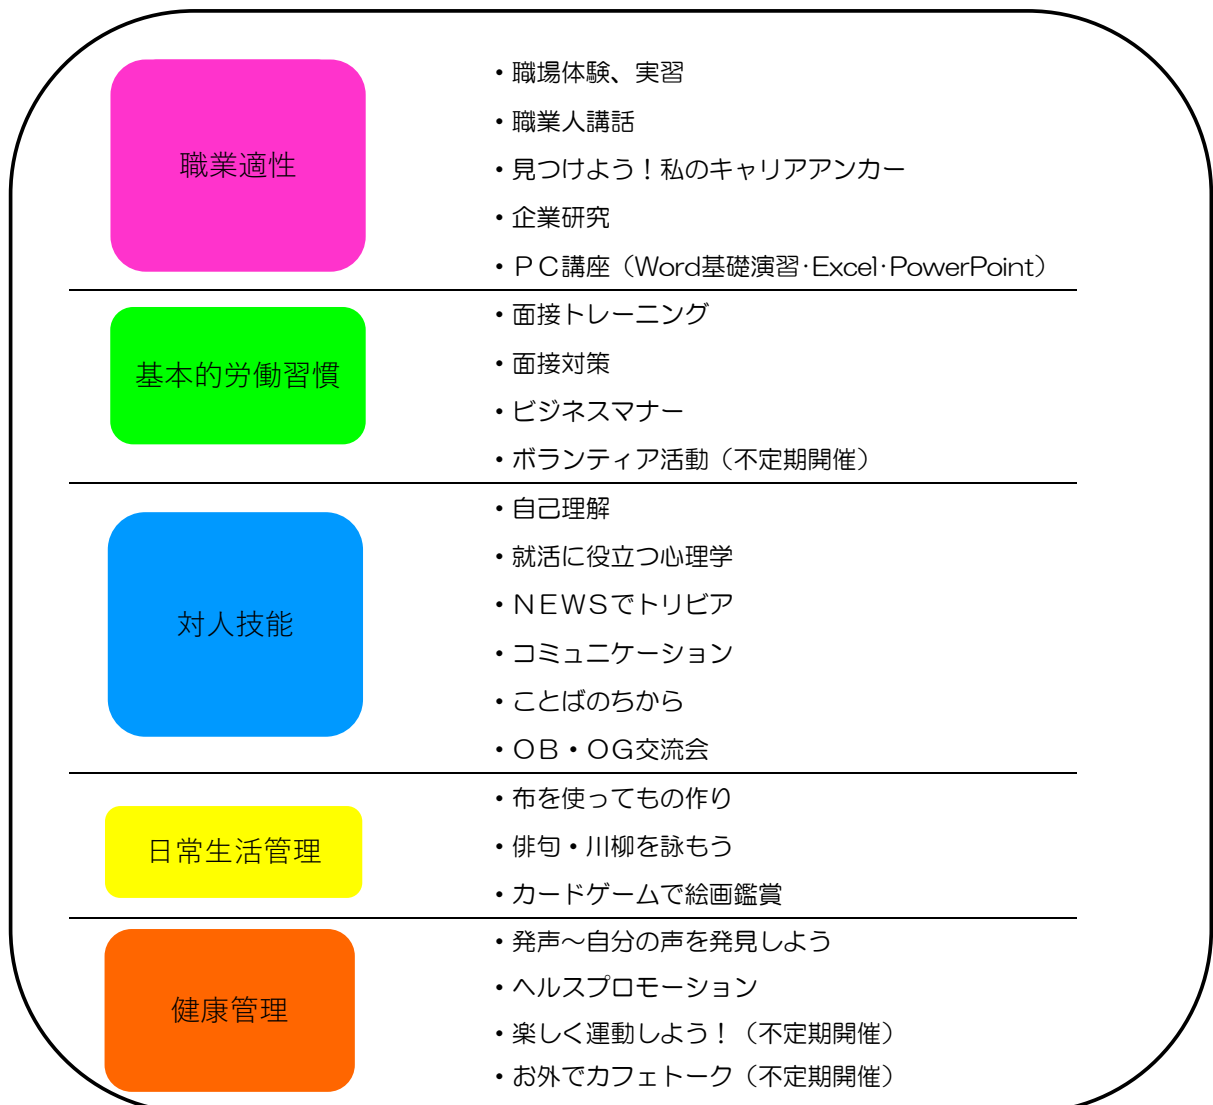 職業適性
・職場体験、実習
・職業人講話
・見つけよう！私のキャリアアンカー
・企業研究
・ＰＣ講座（Word基礎演習･Excel･PowerPoint）
基本的労働習慣
・面接トレーニング
・面接対策
・ビジネスマナー
・ボランティア活動（不定期開催）
対人技能
・自己理解
・就活に役立つ心理学
・ＮＥＷＳでトリビア
・コミュニケーション
・ことばのちから
・ＯＢ・ＯＧ交流会
日常生活管理
・布を使ってもの作り
・俳句・川柳を詠もう
・カードゲームで絵画鑑賞
健康管理
・発声～自分の声を発見しよう
・ヘルスプロモーション
・楽しく運動しよう！（不定期開催）
・お外でカフェトーク（不定期開催）